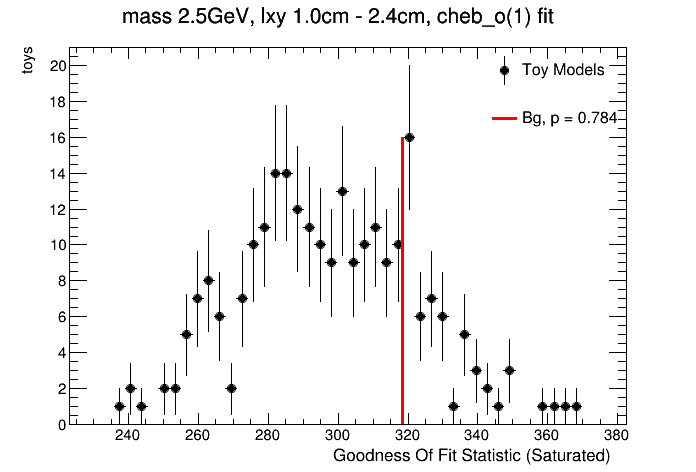 mass 2.5GeV, lxy 1.0cm - 2.4cm, cheb_o(1) fit
toys
20
18
16
14
12
10
8
6
4
2
0
Toy Models
Bg, p = 0.784
240 260 280 300 320 340 360 380
Goodness Of Fit Statistic (Saturated)